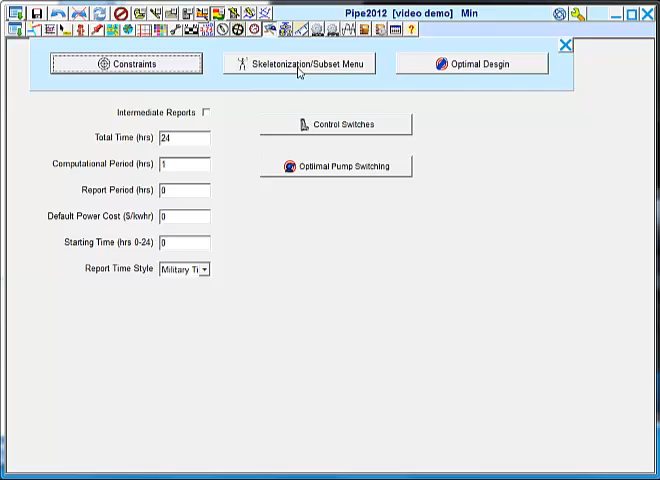 Pipe2012 [video demo] Min
Constraints
Skeletonization/Subset Menu
Optimal Desgin
Intermediate Reports
Total Time (hrs) 24
Control Switches
Computational Period (hrs) 1
Optiimal Pump Switching
Report Period (hrs) 0
Default Power Cost ($/kwhr) 0
Starting Time (hrs 0-24) 0
Report Time Style Military Ti